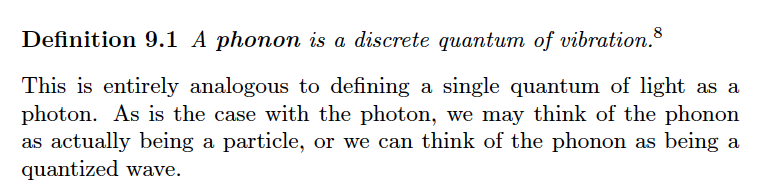 Definition 9.1 A phonon is a discrete quantum of vibration.⁸
This is entirely analogous to defining a single quantum of light as a
photon. As is the case with the photon, we may think of the phonon
as actually being a particle, or we can think of the phonon as being a
quantized wave.